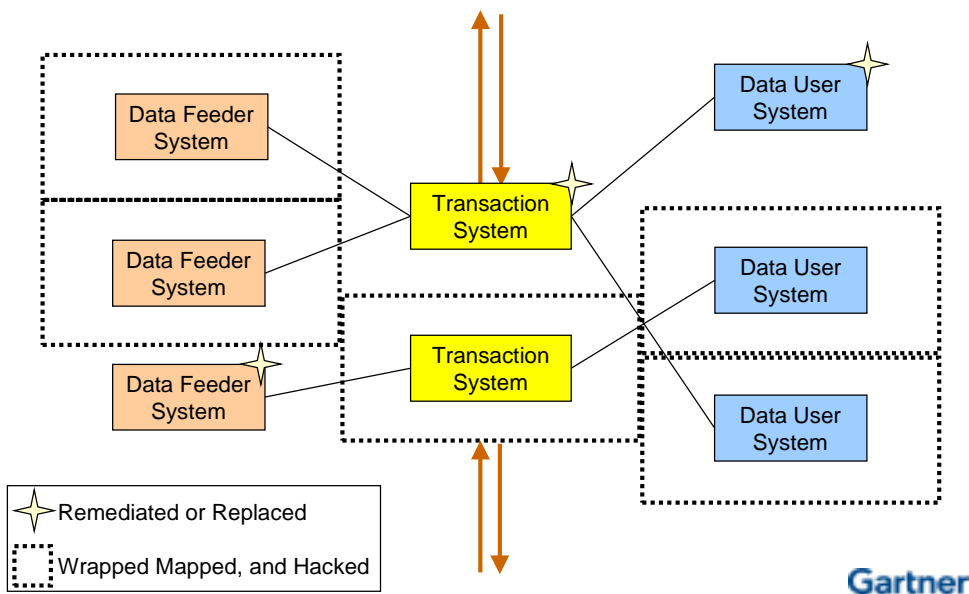 Data Feeder
System
Data User
System
Transaction
System
Data Feeder
System
Data User
System
Transaction
System
Data Feeder
System
Data User
System
Remediated or Replaced
Wrapped Mapped, and Hacked
Gartner